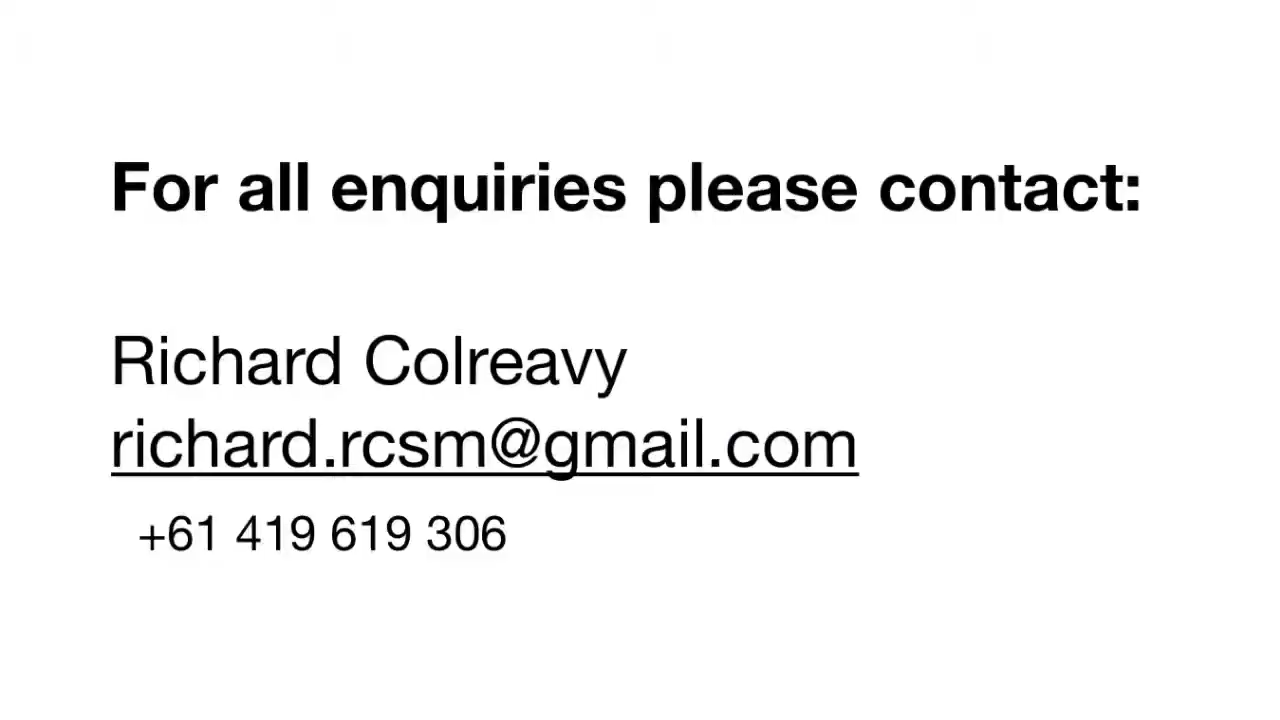 For all enquiries please contact:
Richard Colreavy
richard.rcsm@gmail.com
+61 419 619 306